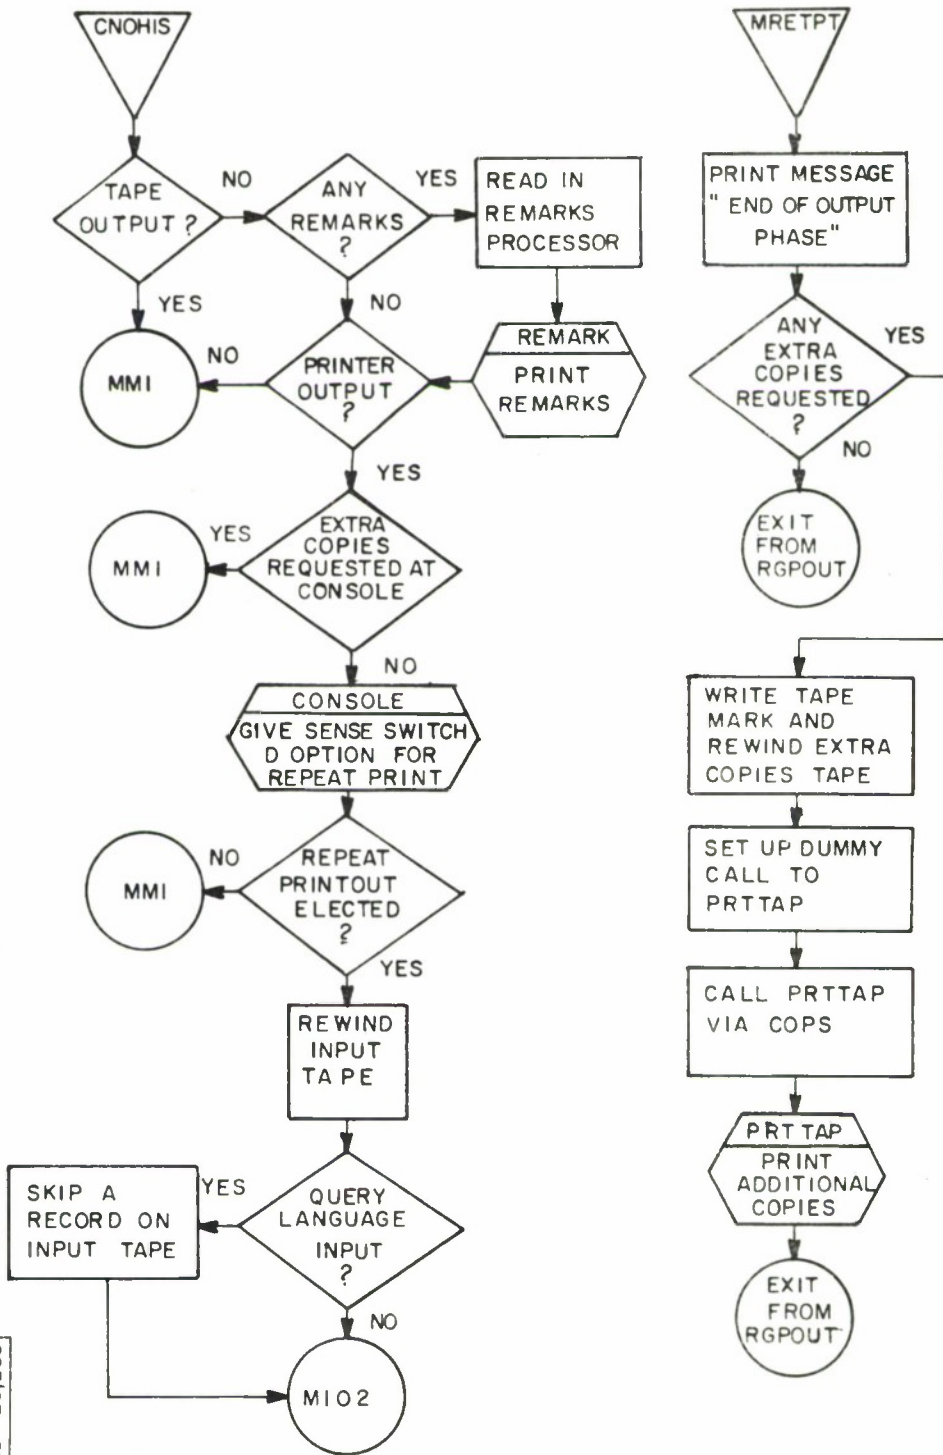 CNOHIS
TAPE
OUTPUT?
NO
YES
ANY
REMARKS
?
YES
NO
READ IN
REMARKS
PROCESSOR
REMARK
PRINT
REMARKS
PRINTER
OUTPUT
?
NO
MMI
YES
EXTRA
COPIES
REQUESTED AT
CONSOLE
YES
MMI
NO
CONSOLE
GIVE SENSE SWITCH
D OPTION FOR
REPEAT PRINT
REPEAT
PRINTOUT
ELECTED
?
NO
MMI
YES
REWIND
INPUT
TAPE
QUERY
LANGUAGE
INPUT
?
YES
SKIP A
RECORD ON
INPUT TAPE
NO
MIO2
MRETPT
PRINT MESSAGE
" END OF OUTPUT
PHASE"
ANY
EXTRA
COPIES
REQUESTED
?
YES
NO
EXIT
FROM
RGPOUT
WRITE TAPE
MARK AND
REWIND EXTRA
COPIES TAPE
SET UP DUMMY
CALL TO
PRTTAP
CALL PRTTAP
VIA COPS
PRTTAP
PRINT
ADDITIONAL
COPIES
EXIT
FROM
RGPOUT